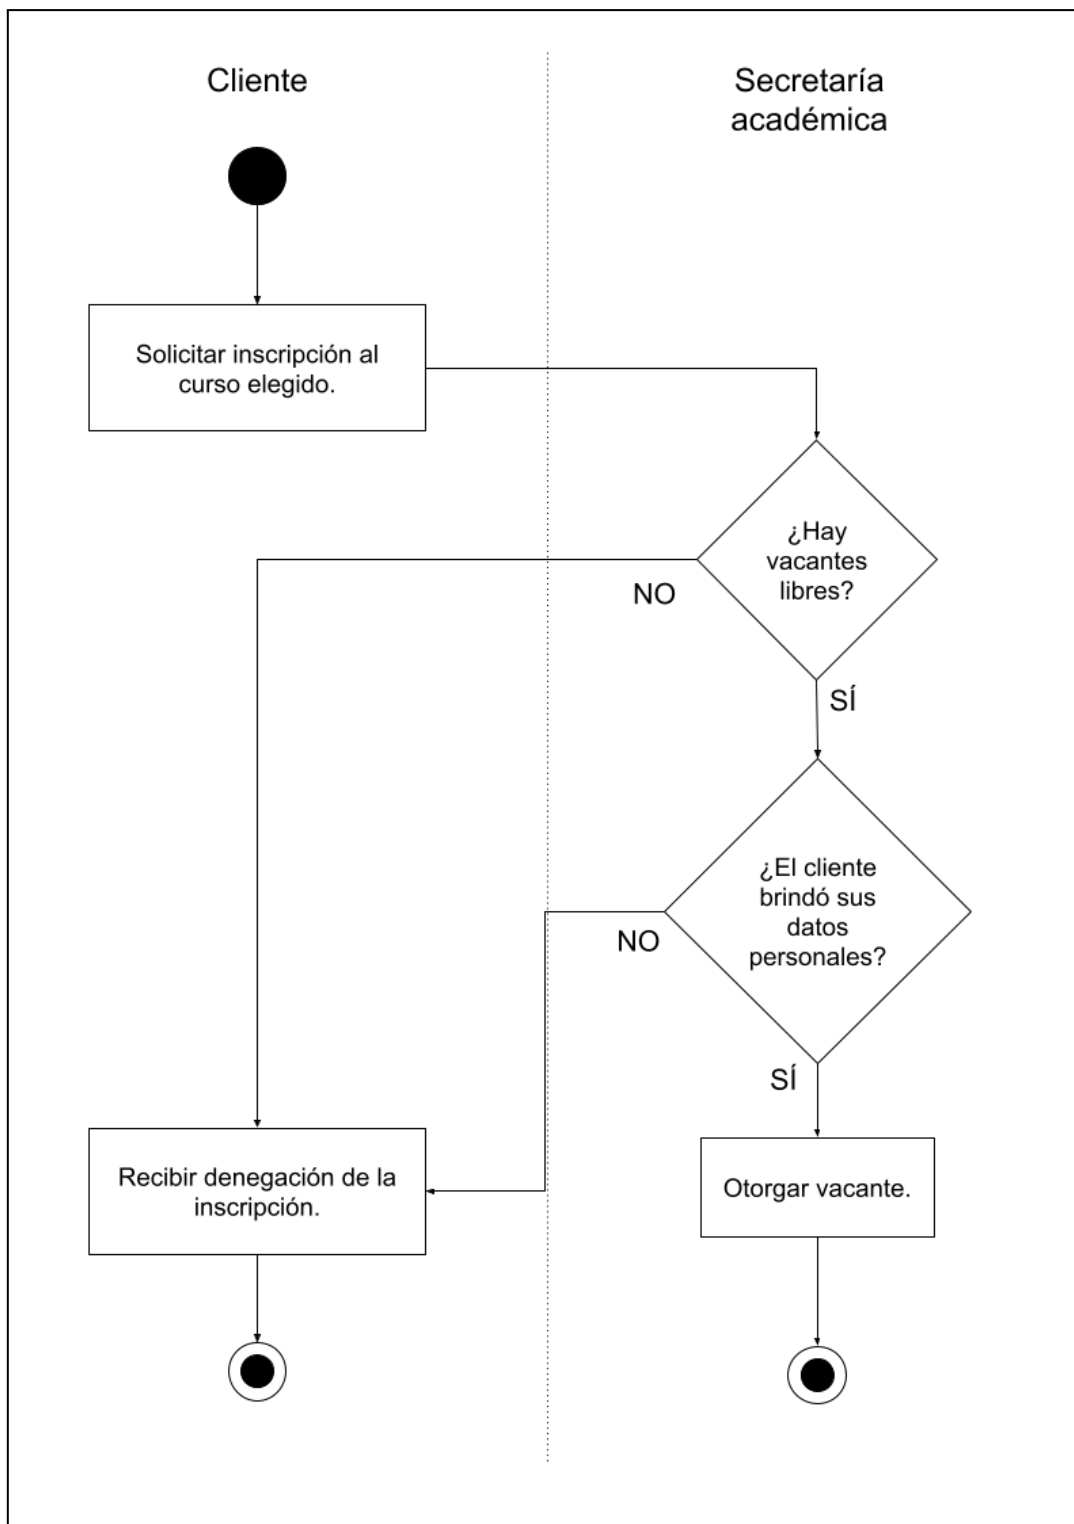 Cliente
Secretaría
académica
Solicitar inscripción al
curso elegido.
¿Hay
vacantes
libres?
NO
SÍ
¿El cliente
brindó sus
datos
personales?
NO
SÍ
Recibir denegación de la
inscripción.
Otorgar vacante.